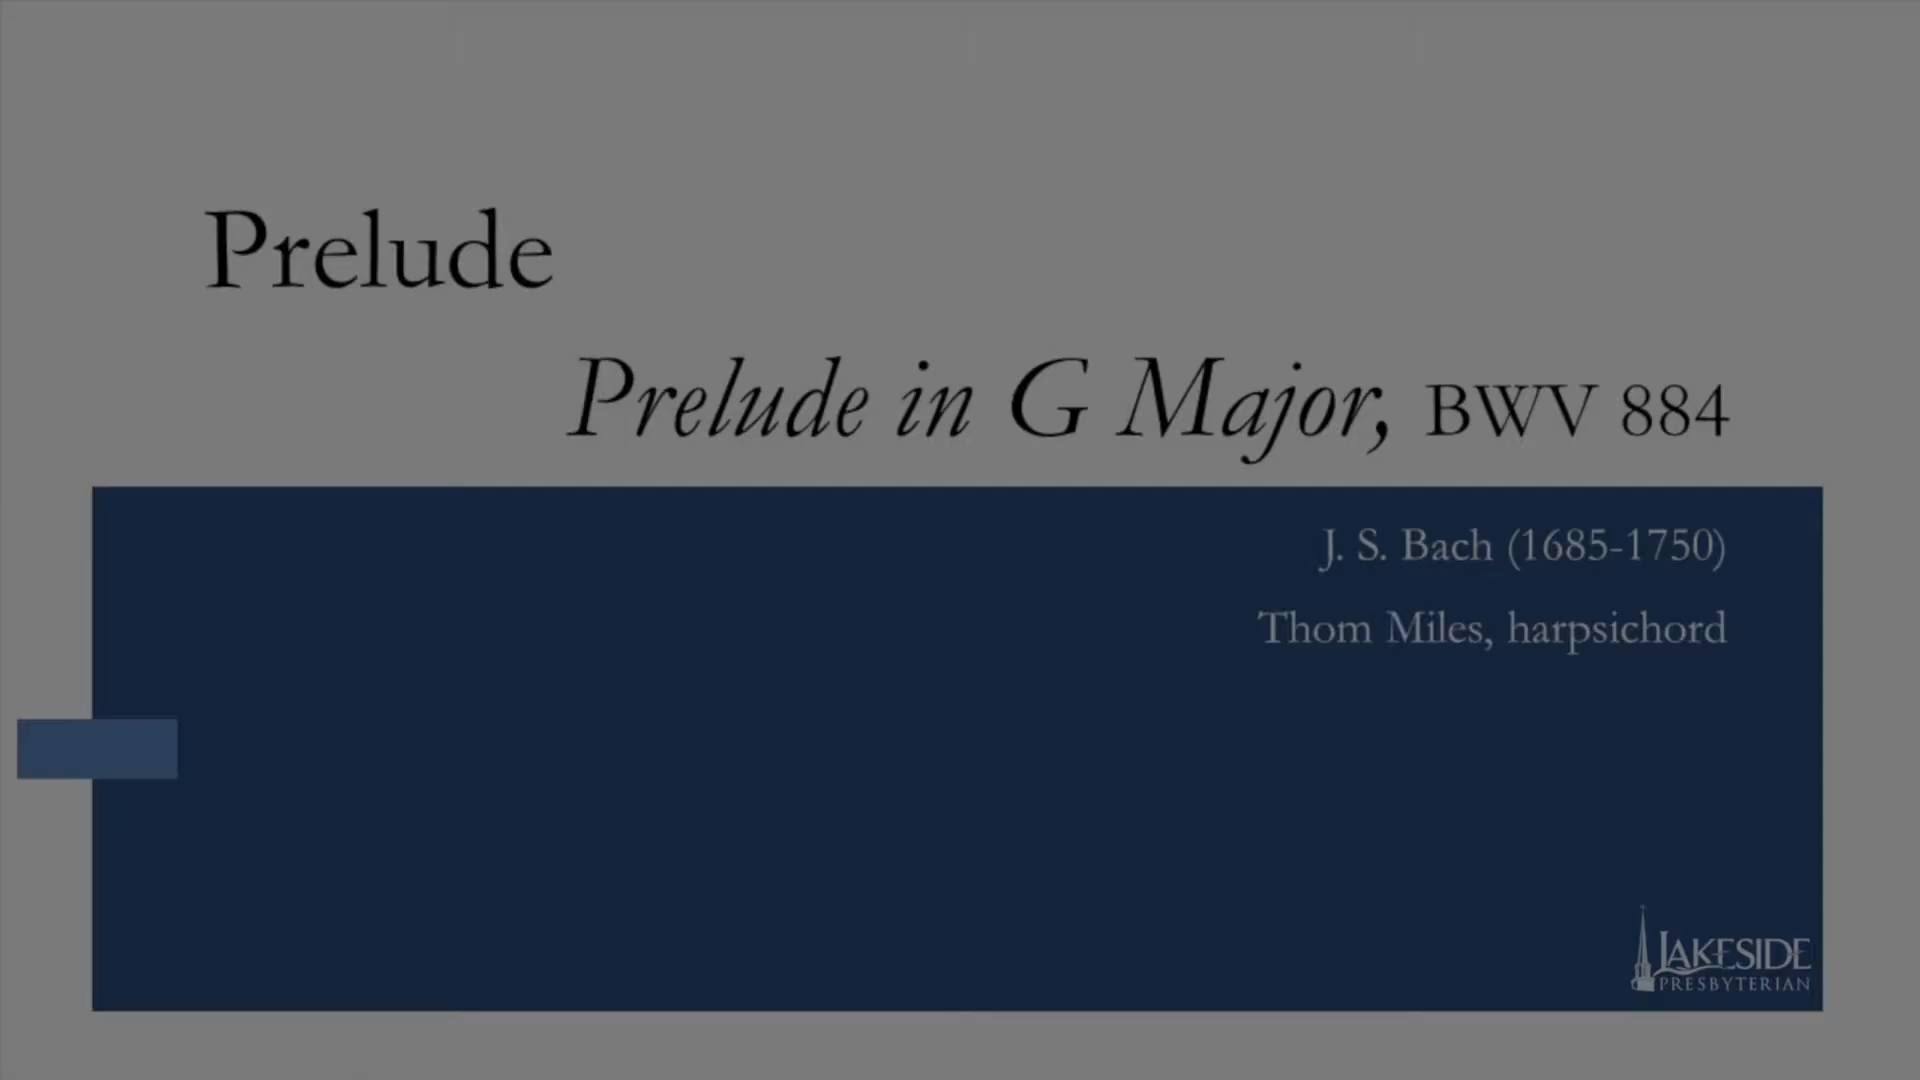 Prelude
Prelude in G Major, BWV 884
J. S. Bach (1685-1750)
Thom Miles, harpsichord
LAKESIDE
PRESBYTERIAN